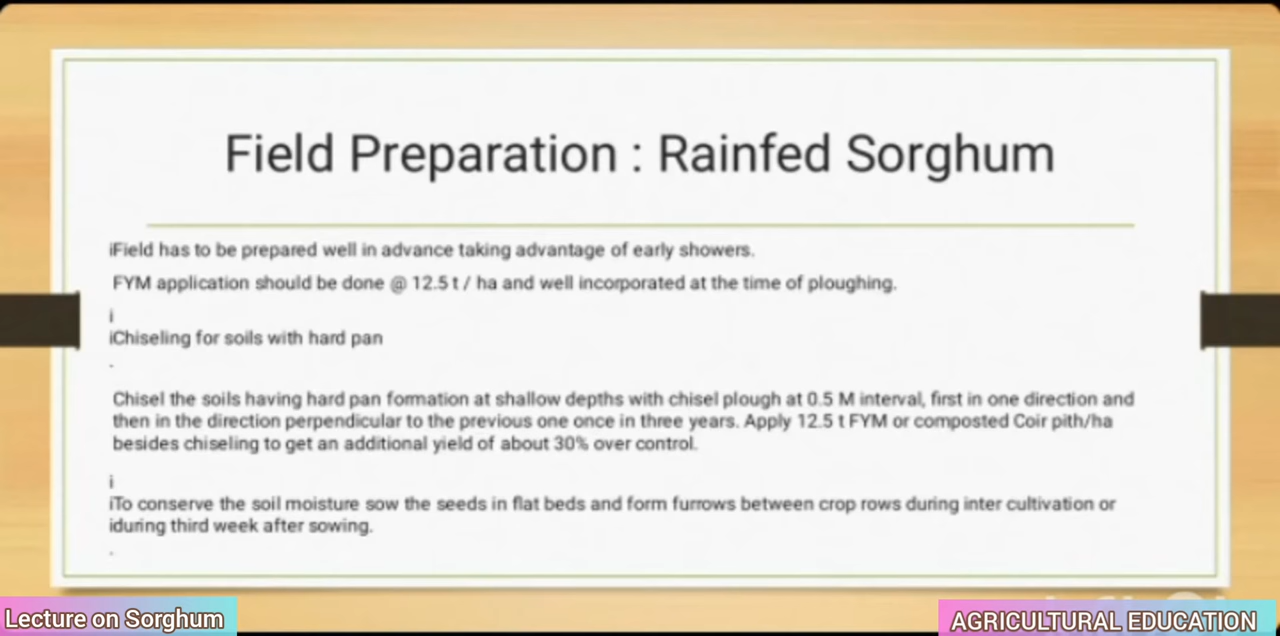 Field Preparation : Rainfed Sorghum
iField has to be prepared well in advance taking advantage of early showers.
FYM application should be done @ 12.5 t / ha and well incorporated at the time of ploughing.
i
iChiseling for soils with hard pan
.
Chisel the soils having hard pan formation at shallow depths with chisel plough at 0.5 M interval, first in one direction and
then in the direction perpendicular to the previous one once in three years. Apply 12.5 t FYM or composted Coir pith/ha
besides chiseling to get an additional yield of about 30% over control.
i
iTo conserve the soil moisture sow the seeds in flat beds and form furrows between crop rows during inter cultivation or
iduring third week after sowing.
.
Lecture on Sorghum
AGRICULTURAL EDUCATION